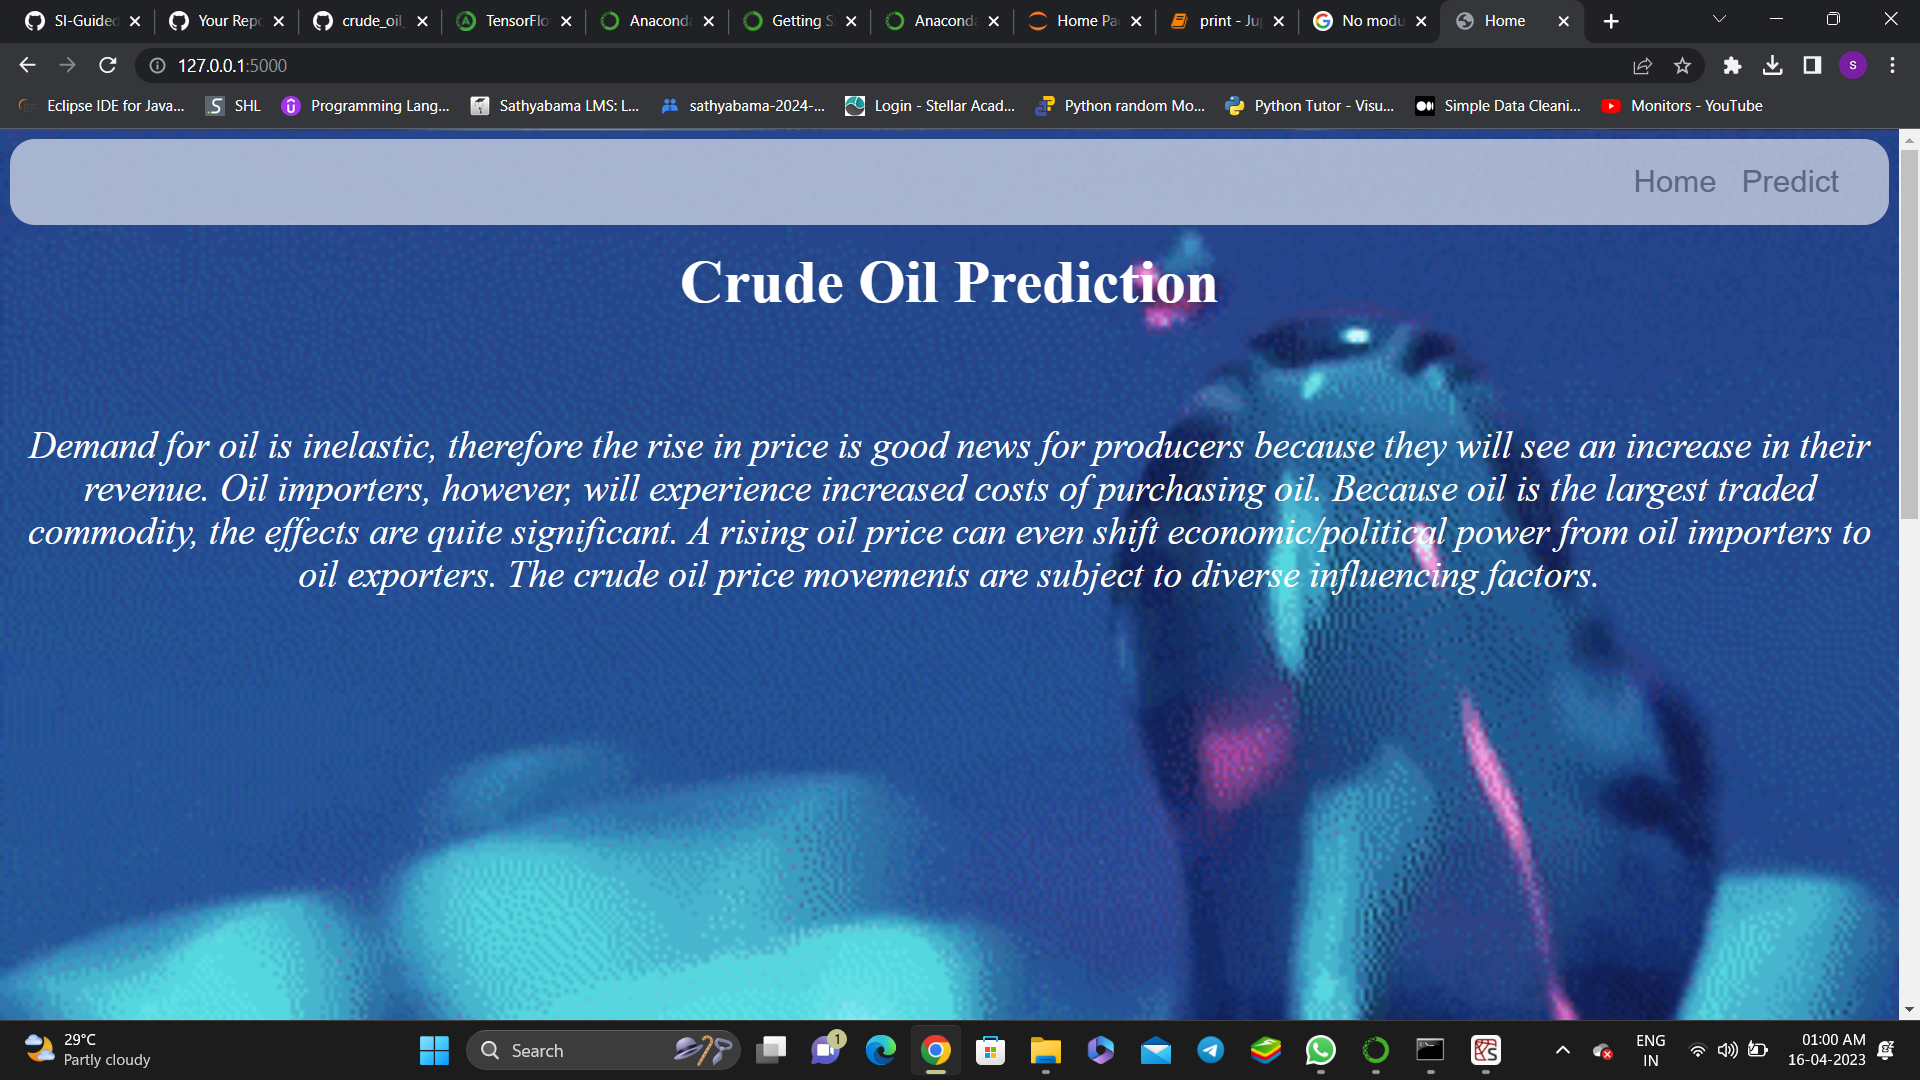 SI-Guided
Your Rep
crude_oil_
TensorFlo
Anaconda
Getting S
Anaconda
Home Pa
print - Ju
No modu
Home
127.0.0.1:5000
S
Eclipse IDE for Java...
SHL
Programming Lang...
Sathyabama LMS: L...
sathyabama-2024-...
Login - Stellar Acad...
Python random Mo...
Python Tutor - Visu...
Simple Data Cleani...
Monitors - YouTube
Home Predict
Crude Oil Prediction
Demand for oil is inelastic, therefore the rise in price is good news for producers because they will see an increase in their
revenue. Oil importers, however, will experience increased costs of purchasing oil. Because oil is the largest traded
commodity, the effects are quite significant. A rising oil price can even shift economic/political power from oil importers to
oil exporters. The crude oil price movements are subject to diverse influencing factors.
29°C
Partly cloudy
Search
1
ENG
IN
01:00 AM
16-04-2023